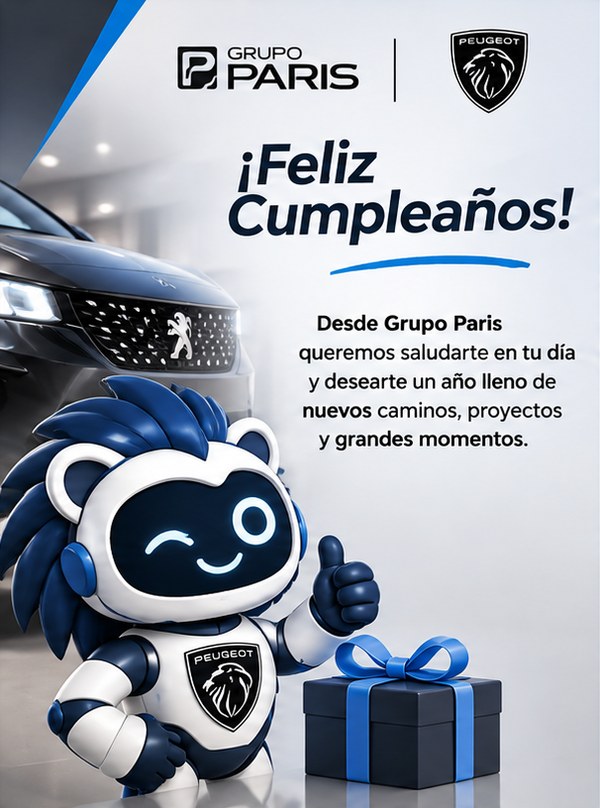 GRUPO
PARIS
PEUGEOT
¡Feliz
Cumpleaños!
Desde Grupo Paris
queremos saludarte en tu día
y desearte un año lleno de
nuevos caminos, proyectos
y grandes momentos.
PEUGEOT